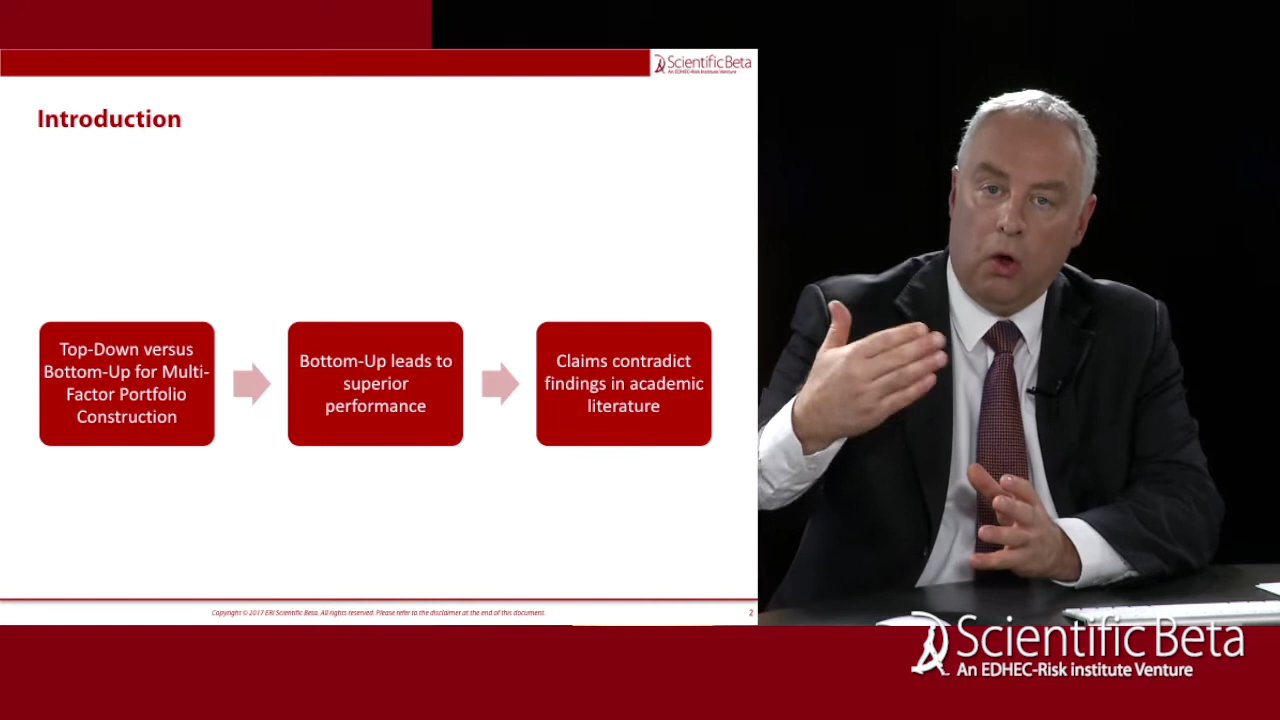 Scientific Beta
An EDHEC-Risk Institute Venture
Introduction
Top-Down versus
Bottom-Up for Multi-
Factor Portfolio
Construction
Bottom-Up leads to
superior
performance
Claims contradict
findings in academic
literature
Copyright © 2017 ERI Scientific Beta. All rights reserved. Please refer to the disclaimer at the end of this document.
2
Scientific Beta
An EDHEC-Risk institute Venture